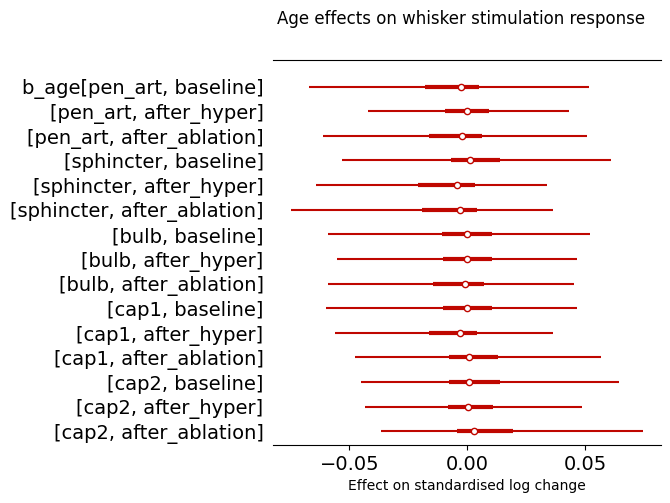 Age effects on whisker stimulation response
b_age[pen_art, baseline]
[pen_art, after_hyper]
[pen_art, after_ablation]
[sphincter, baseline]
[sphincter, after_hyper]
[sphincter, after_ablation]
[bulb, baseline]
[bulb, after_hyper]
[bulb, after_ablation]
[cap1, baseline]
[cap1, after_hyper]
[cap1, after_ablation]
[cap2, baseline]
[cap2, after_hyper]
[cap2, after_ablation]
−0.05 0.00 0.05
Effect on standardised log change